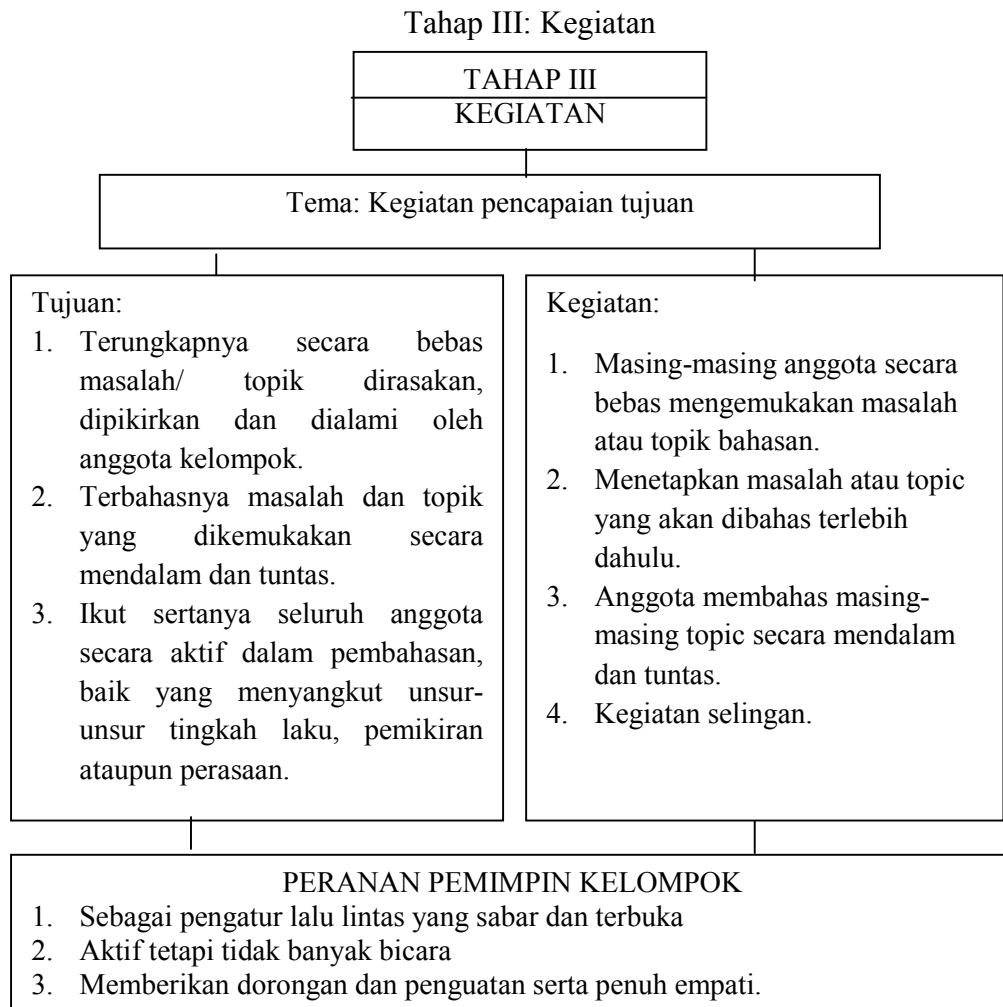 Tahap III: Kegiatan
TAHAP III
KEGIATAN
Tema: Kegiatan pencapaian tujuan
Tujuan:
1. Terungkapnya secara bebas
masalah/ topik dirasakan,
dipikirkan dan dialami oleh
anggota kelompok.
2. Terbahasnya masalah dan topik
yang dikemukakan secara
mendalam dan tuntas.
3. Ikut sertanya seluruh anggota
secara aktif dalam pembahasan,
baik yang menyangkut unsur-
unsur tingkah laku, pemikiran
ataupun perasaan.
Kegiatan:
1. Masing-masing anggota secara
bebas mengemukakan masalah
atau topik bahasan.
2. Menetapkan masalah atau topic
yang akan dibahas terlebih
dahulu.
3. Anggota membahas masing-
masing topic secara mendalam
dan tuntas.
4. Kegiatan selingan.
PERANAN PEMIMPIN KELOMPOK
1. Sebagai pengatur lalu lintas yang sabar dan terbuka
2. Aktif tetapi tidak banyak bicara
3. Memberikan dorongan dan penguatan serta penuh empati.